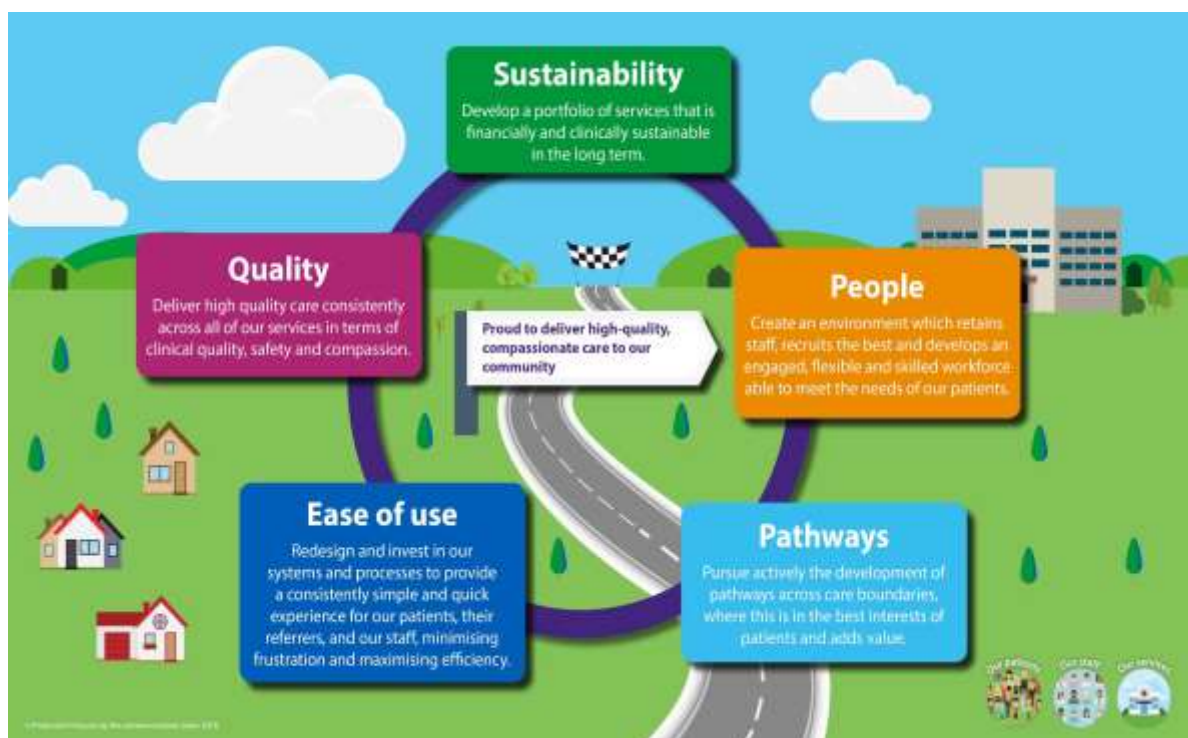 Sustainability
Develop a portfolio of services that is
financially and clinically sustainable
in the long term.
Quality
Deliver high quality care consistently
across all of our services in terms of
clinical quality, safety and compassion.
People
Create an environment which retains
staff, recruits the best and develops an
engaged, flexible and skilled workforce
able to meet the needs of our patients.
Proud to deliver high-quality,
compassionate care to our
community
Ease of use
Redesign and invest in our
systems and processes to provide
a consistently simple and quick
experience for our patients, their
referrers, and our staff, minimising
frustration and maximising efficiency.
Pathways
Pursue actively the development of
pathways across care boundaries,
where this is in the best interests of
patients and adds value.
Our patients
Our staff
Our services